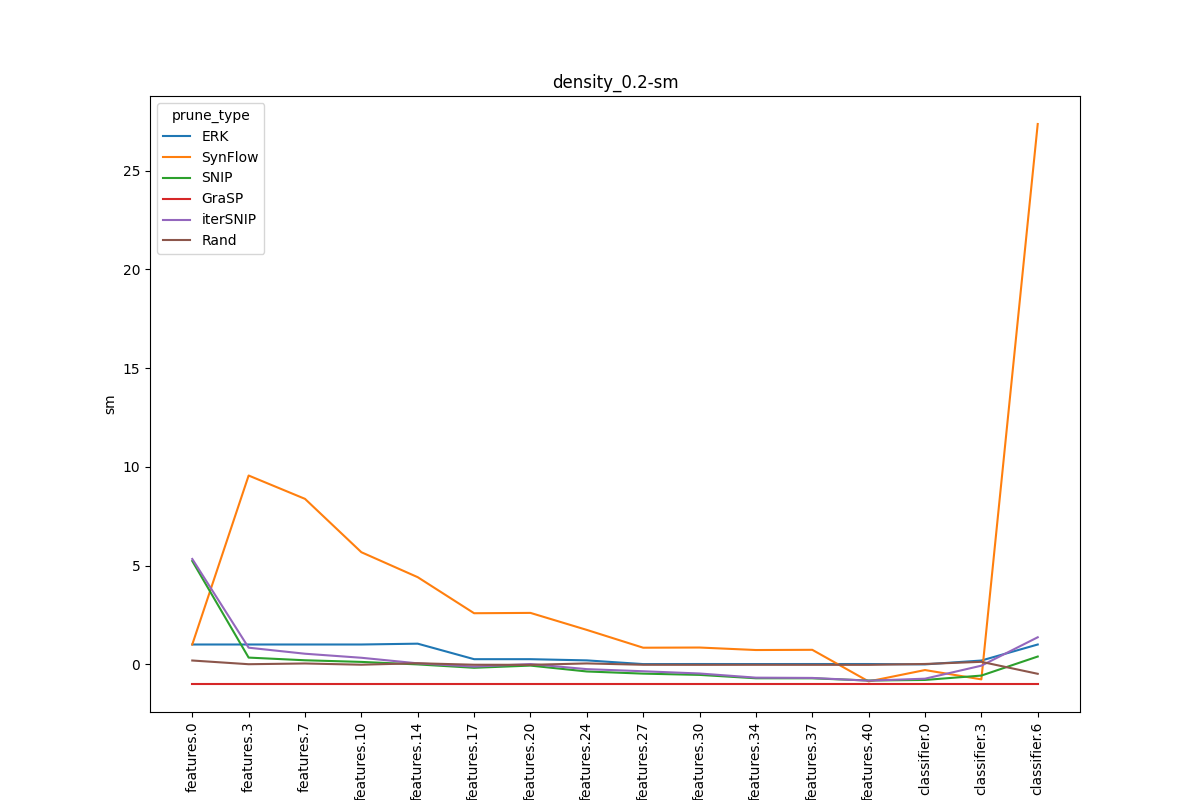 density_0.2-sm
prune_type
ERK
SynFlow
SNIP
GraSP
iterSNIP
Rand
25
20
15
10
5
0
sm
features.0
features.3
features.7
features.10
features.14
features.17
features.20
features.24
features.27
features.30
features.34
features.37
features.40
classifier.0
classifier.3
classifier.6